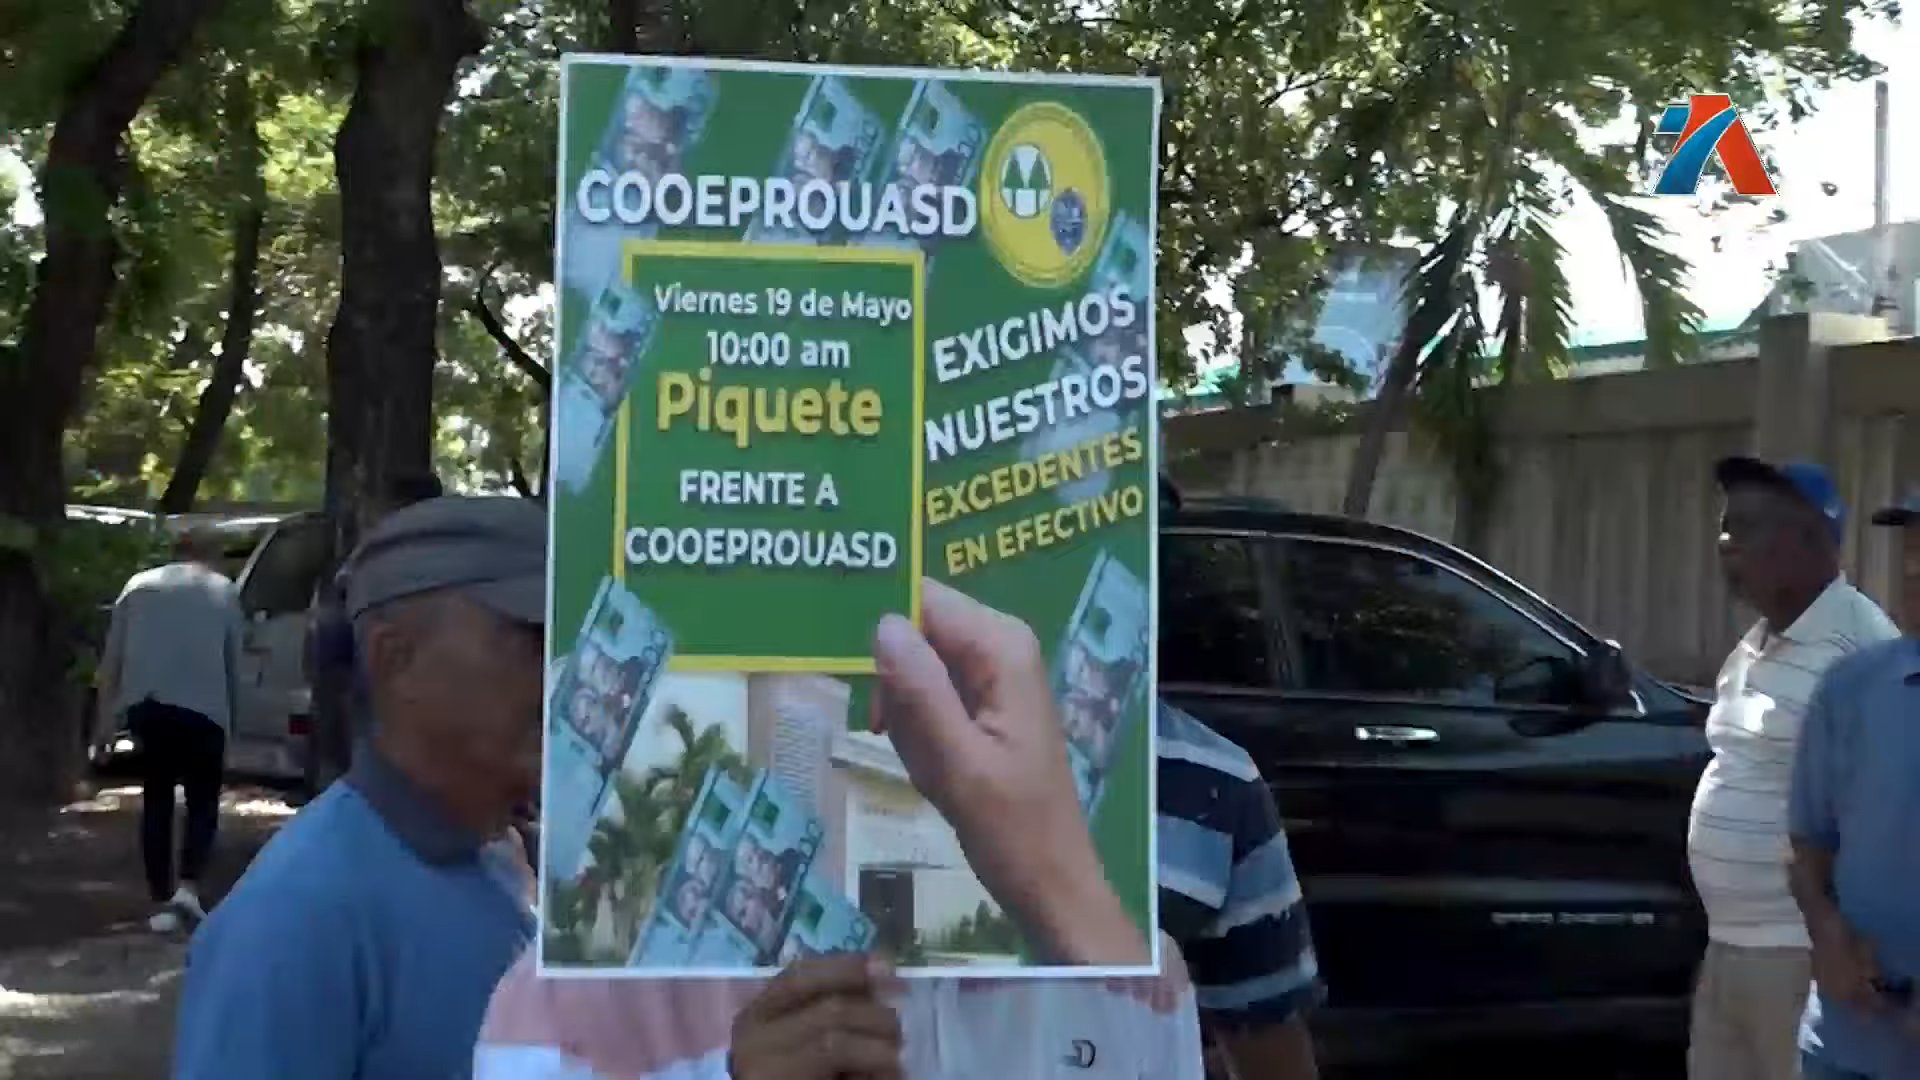 COOEPROUASD
Viernes 19 de Mayo
10:00 am
Piquete
FRENTE A
COOEPROUASD
EXIGIMOS
NUESTROS
EXCEDENTES
EN EFECTIVO